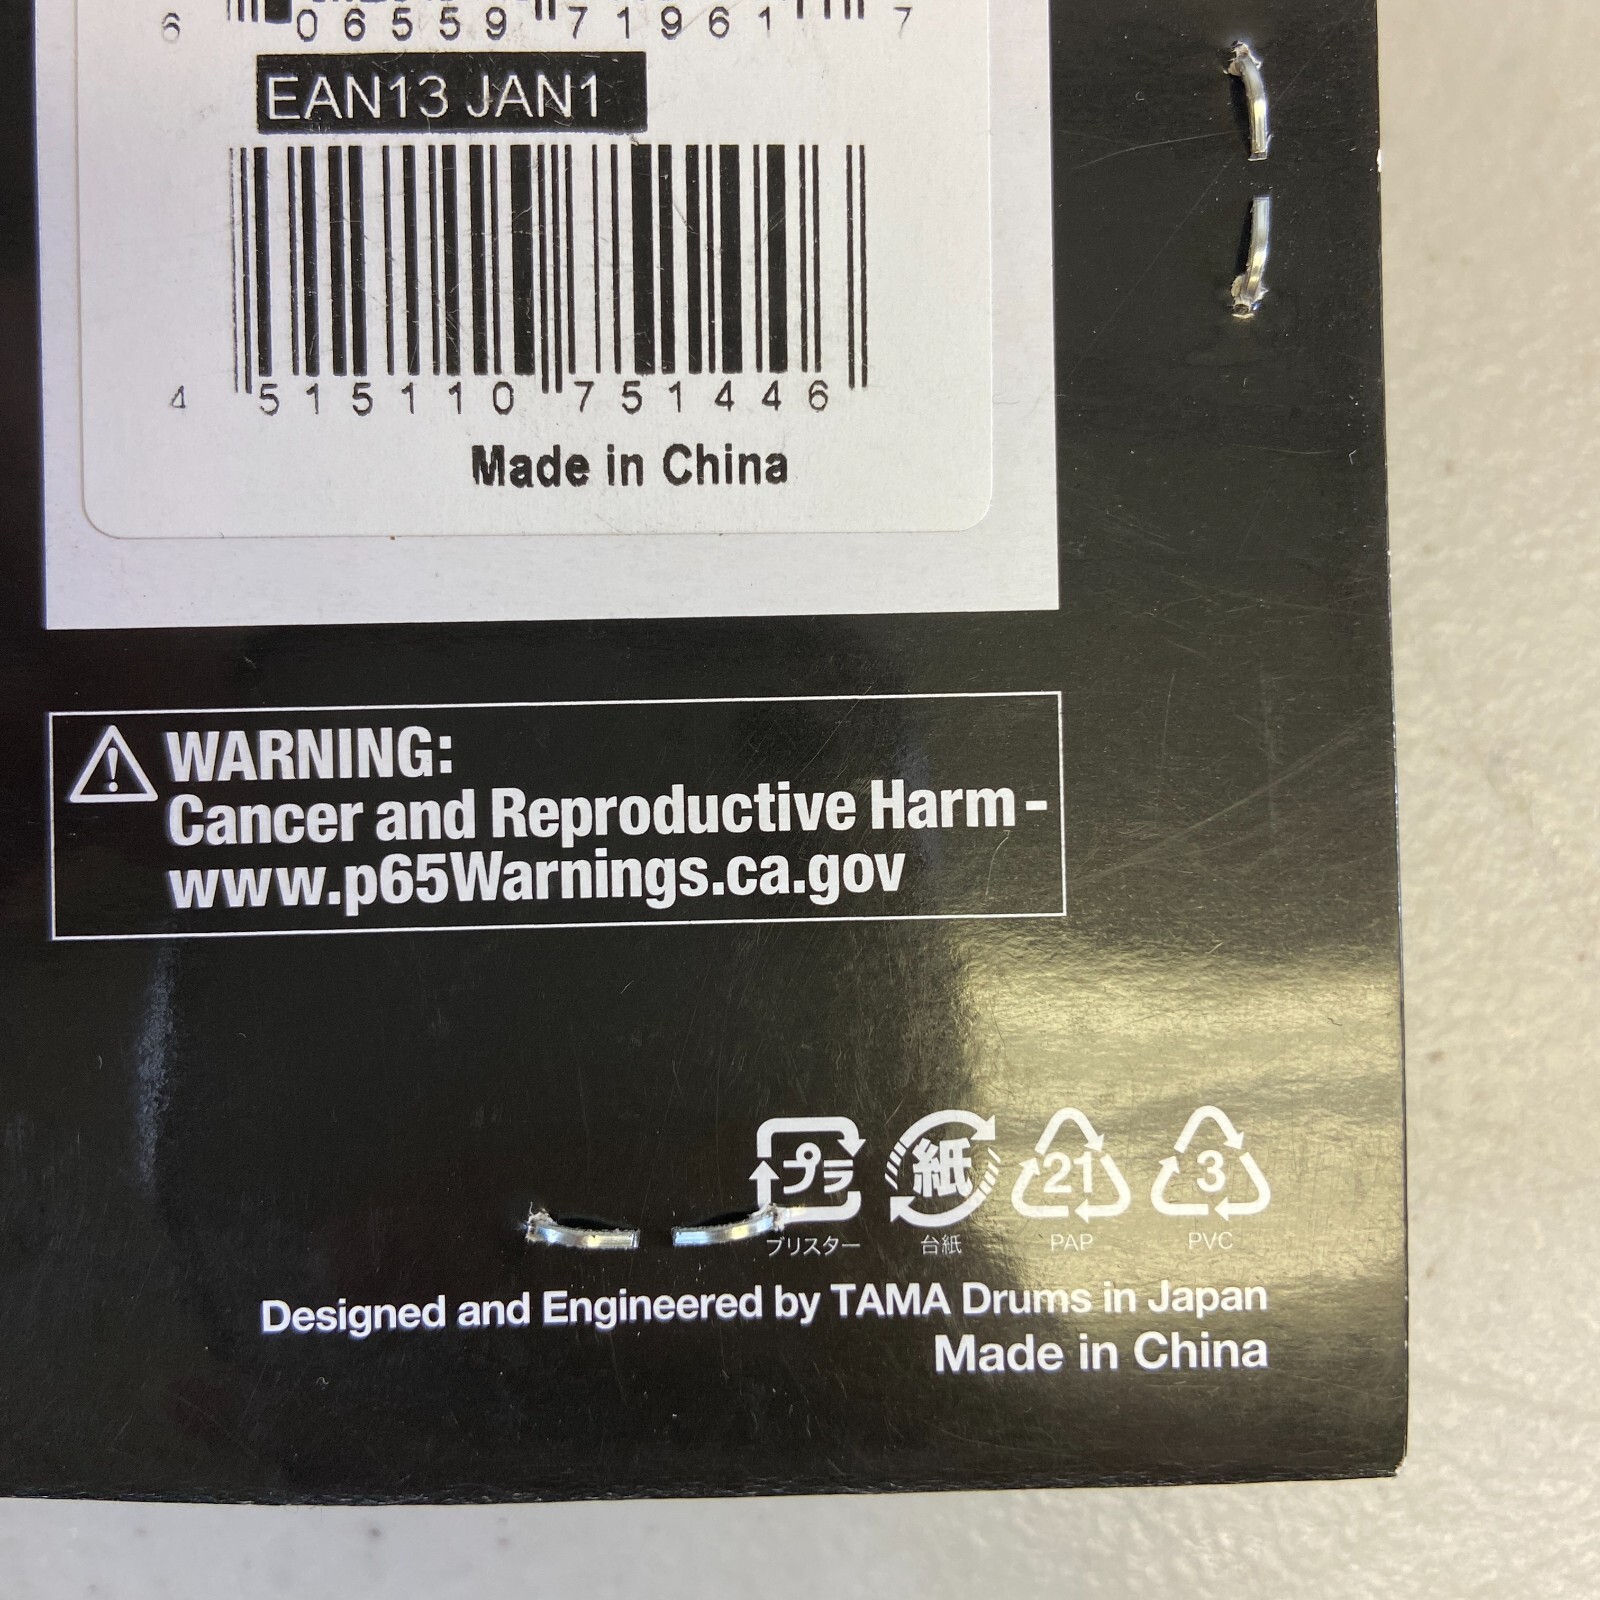 6 06559 71961 7
EAN13 JAN1
4 515110 751446
Made in China
WARNING:
Cancer and Reproductive Harm -
www.p65Warnings.ca.gov
プラ 紙 21 3
ブリスター 台紙 PAP PVC
Designed and Engineered by TAMA Drums in Japan
Made in China